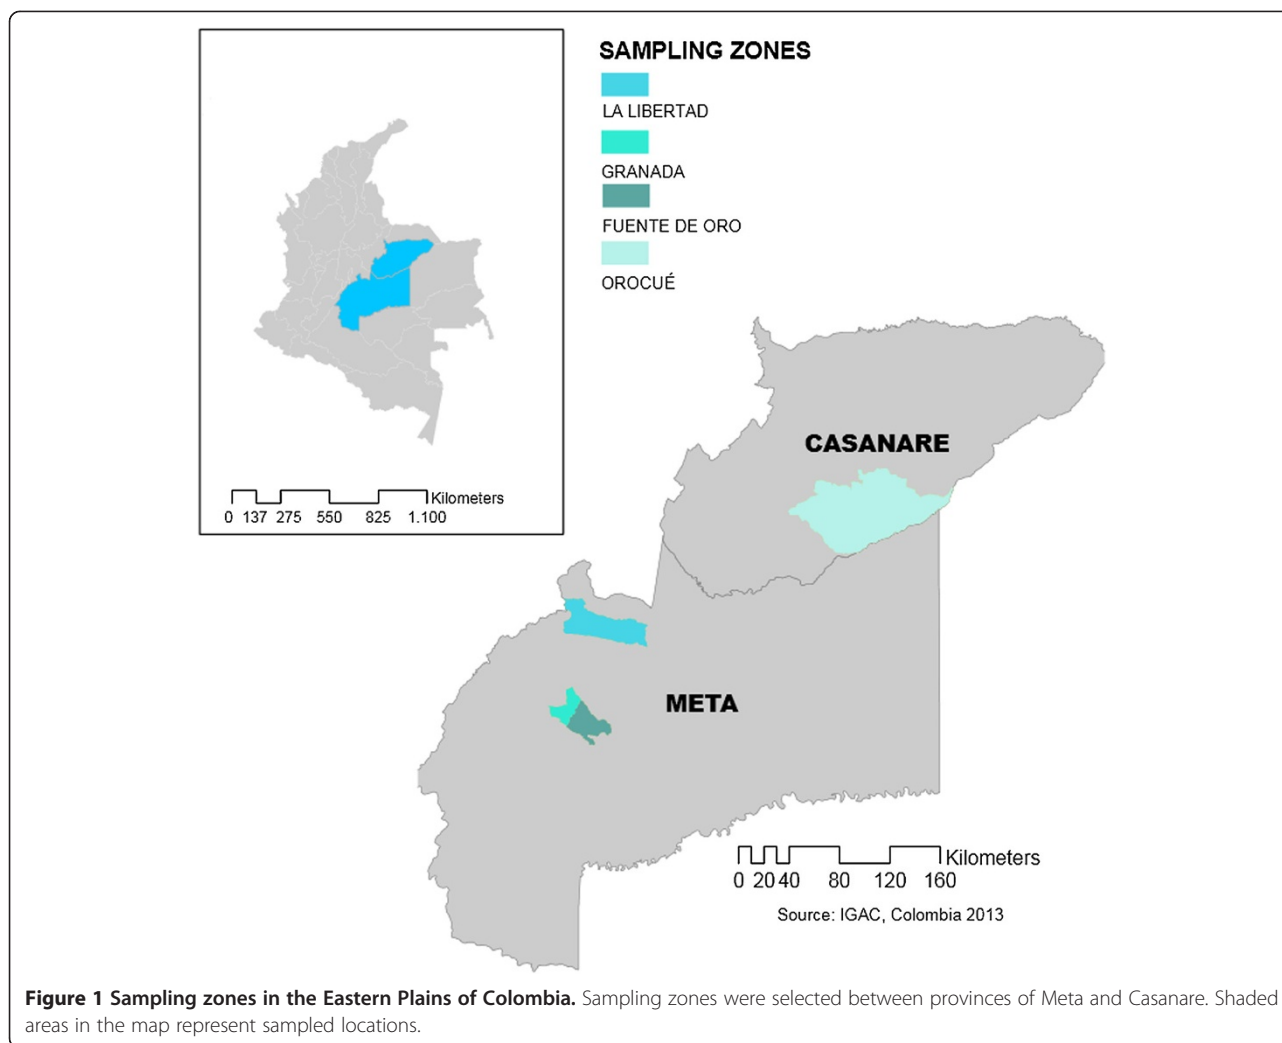 SAMPLING ZONES
LA LIBERTAD
GRANADA
FUENTE DE ORO
OROCUÉ
Kilometers
0 137 275 550 825 1.100
CASANARE
META
Kilometers
0 20 40 80 120 160
Source: IGAC, Colombia 2013
Figure 1 Sampling zones in the Eastern Plains of Colombia. Sampling zones were selected between provinces of Meta and Casanare. Shaded
areas in the map represent sampled locations.